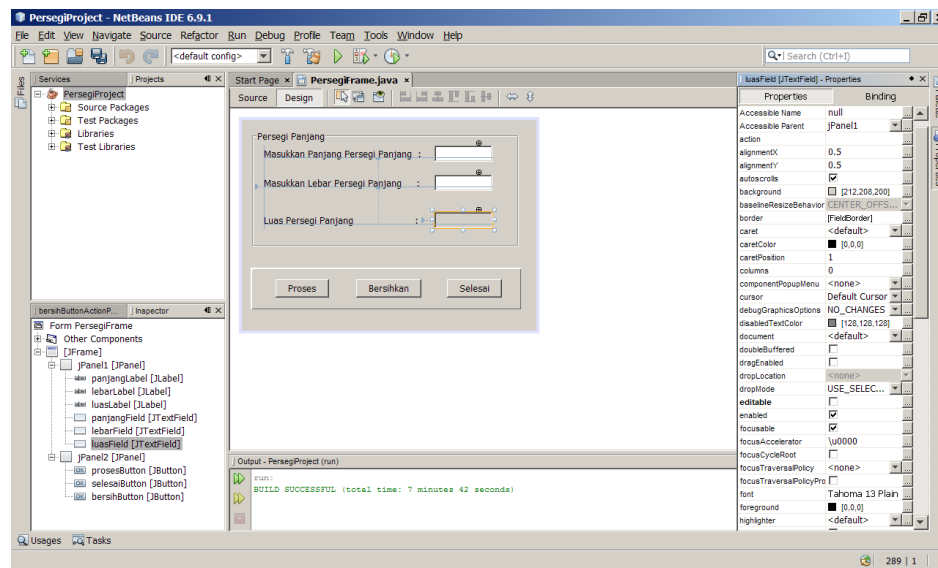 PersegiProject - NetBeans IDE 6.9.1
File Edit View Navigate Source Refactor Run Debug Profile Team Tools Window Help
<default config>
Search (Ctrl+I)
Files
Services
Projects
PersegiProject
Source Packages
Test Packages
Libraries
Test Libraries
Start Page
PersegiFrame.java
Source
Design
Persegi Panjang
Masukkan Panjang Persegi Panjang :
Masukkan Lebar Persegi Panjang :
Luas Persegi Panjang :
Proses
Bersihkan
Selesai
bersihButtonActionP...
Inspector
Form PersegiFrame
Other Components
[JFrame]
jPanel1 [JPanel]
label panjangLabel [JLabel]
label lebarLabel [JLabel]
label luasLabel [JLabel]
panjangField [JTextField]
lebarField [JTextField]
luasField [JTextField]
jPanel2 [JPanel]
OK prosesButton [JButton]
OK selesaiButton [JButton]
OK bersihButton [JButton]
Output - PersegiProject (run)
run:
BUILD SUCCESSFUL (total time: 7 minutes 42 seconds)
luasField [JTextField] - Properties
Properties
Binding
Accessible Name null
Accessible Parent jPanel1 ...
action ...
alignmentX 0.5 ...
alignmentY 0.5 ...
autoscrolls ...
background [212,208,200] ...
baselineResizeBehavior CENTER_OFFS...
border [FieldBorder] ...
caret <default> ...
caretColor [0,0,0] ...
caretPosition 1 ...
columns 0 ...
componentPopupMenu <none> ...
cursor Default Cursor ...
debugGraphicsOptions NO_CHANGES ...
disabledTextColor [128,128,128] ...
document <default> ...
doubleBuffered ...
dragEnabled ...
dropLocation <none> ...
dropMode USE_SELEC... ...
editable ...
enabled ...
focusable ...
focusAccelerator \u0000 ...
focusCycleRoot ...
focusTraversalPolicy <none> ...
focusTraversalPolicyPro ...
font Tahoma 13 Plain ...
foreground [0,0,0] ...
highlighter <default> ...
Usages
Tasks
289 | 1